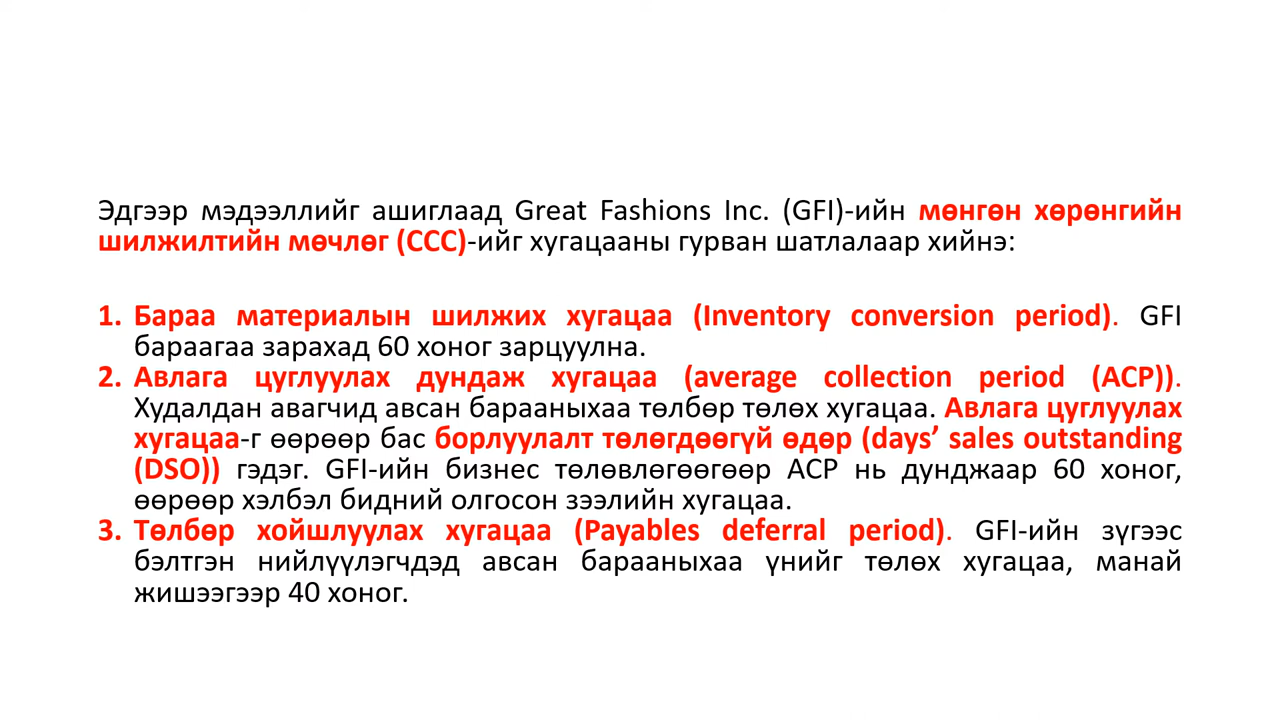 Эдгээр мэдээллийг ашиглаад Great Fashions Inc. (GFI)-ийн мөнгөн хөрөнгийн
шилжилтийн мөчлөг (CCC)-ийг хугацааны гурван шатлалаар хийнэ:
1. Бараа материалын шилжих хугацаа (Inventory conversion period). GFI
бараагаа зарахад 60 хоног зарцуулна.
2. Авлага цуглуулах дундаж хугацаа (average collection period (ACP)).
Худалдан авагчид авсан барааныхаа төлбөр төлөх хугацаа. Авлага цуглуулах
хугацаа-г өөрөөр бас борлуулалт төлөгдөөгүй өдөр (days’ sales outstanding
(DSO)) гэдэг. GFI-ийн бизнес төлөвлөгөөгөөр ACP нь дунджаар 60 хоног,
өөрөөр хэлбэл бидний олгосон зээлийн хугацаа.
3. Төлбөр хойшлуулах хугацаа (Payables deferral period). GFI-ийн зүгээс
бэлтгэн нийлүүлэгчдэд авсан барааныхаа үнийг төлөх хугацаа, манай
жишээгээр 40 хоног.